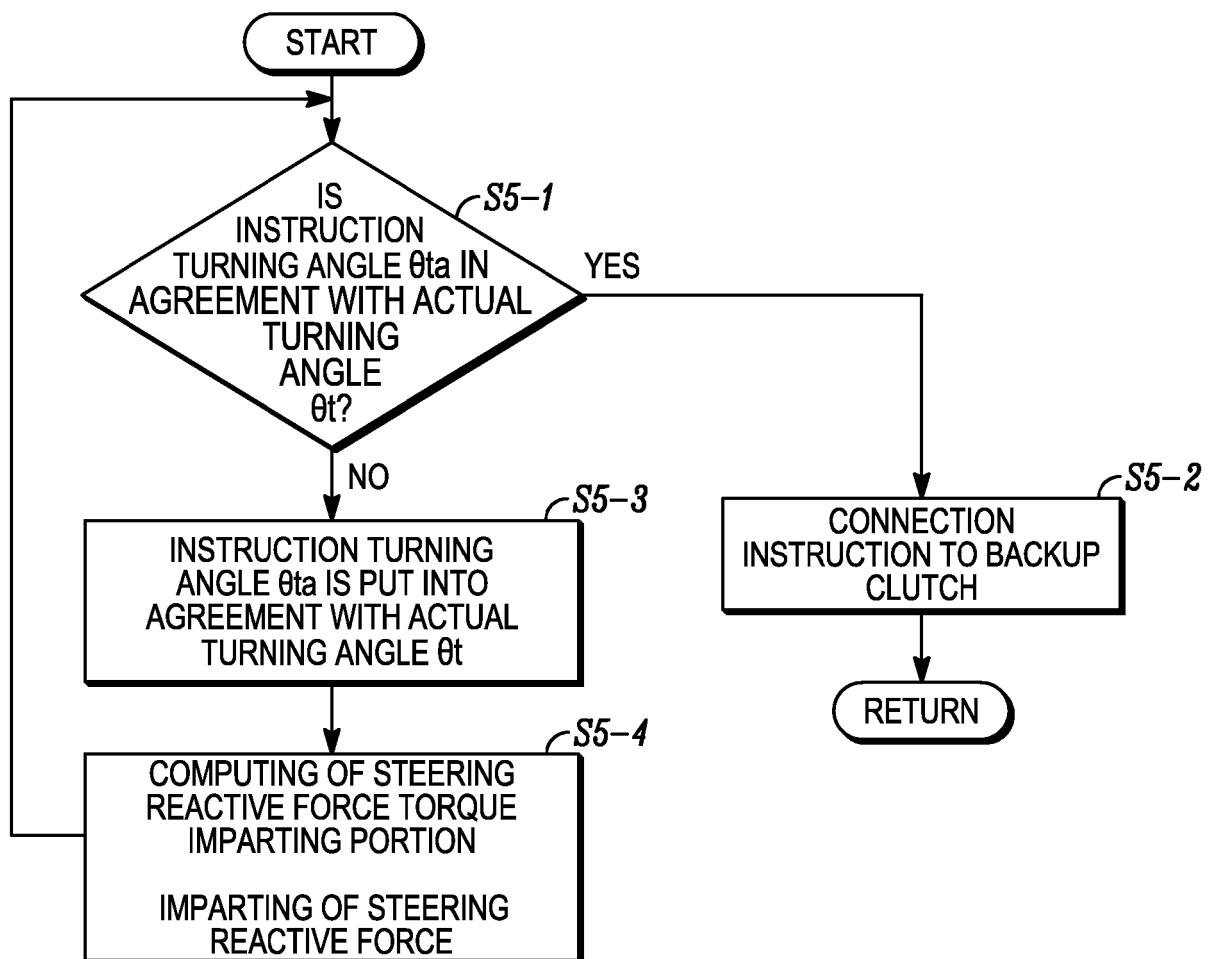 START
S5-1
IS
INSTRUCTION
TURNING ANGLE θta IN
AGREEMENT WITH ACTUAL
TURNING
ANGLE
θt?
YES
NO
S5-3
INSTRUCTION TURNING
ANGLE θta IS PUT INTO
AGREEMENT WITH ACTUAL
TURNING ANGLE θt
S5-2
CONNECTION
INSTRUCTION TO BACKUP
CLUTCH
RETURN
S5-4
COMPUTING OF STEERING
REACTIVE FORCE TORQUE
IMPARTING PORTION
IMPARTING OF STEERING
REACTIVE FORCE